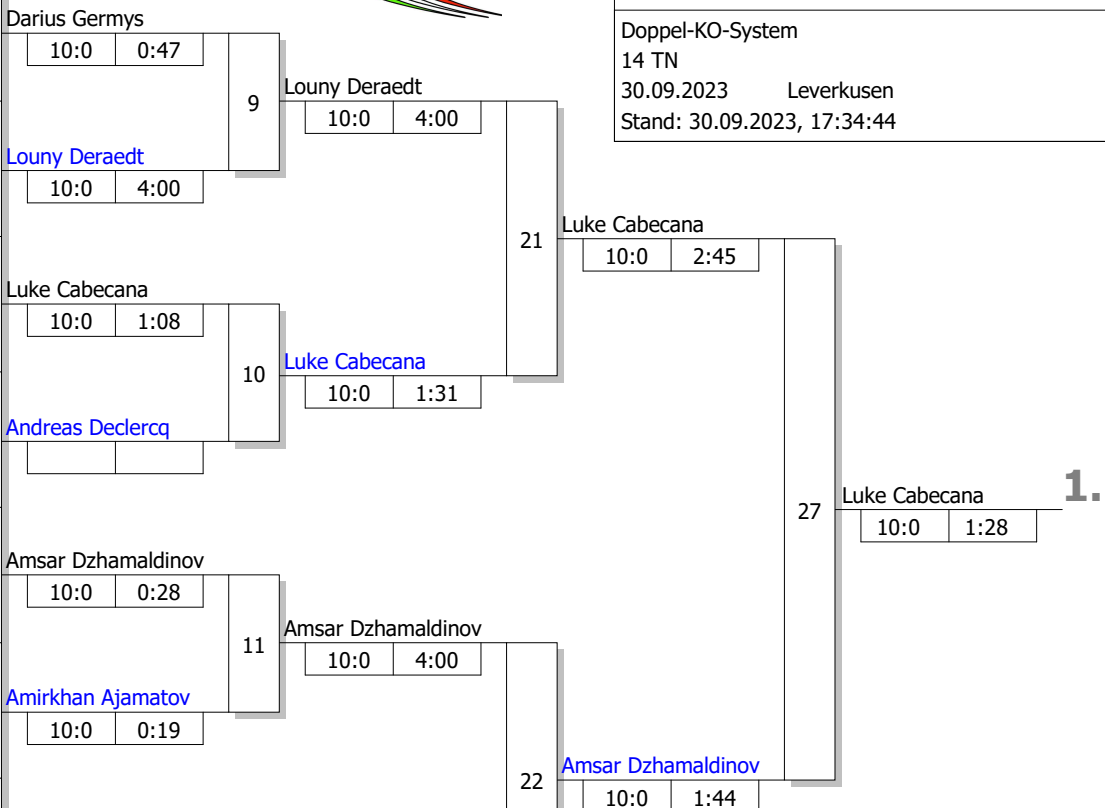 Darius Germys
10:0 0:47
9
Louny Deraedt
10:0 4:00
Louny Deraedt
10:0 4:00
Doppel-KO-System
14 TN
30.09.2023 Leverkusen
Stand: 30.09.2023, 17:34:44
21
Luke Cabecana
10:0 2:45
Luke Cabecana
10:0 1:08
10
Luke Cabecana
10:0 1:31
Andreas Declercq
27
Luke Cabecana
10:0 1:28
1.
Amsar Dzhamaldinov
10:0 0:28
11
Amsar Dzhamaldinov
10:0 4:00
Amirkhan Ajamatov
10:0 0:19
22
Amsar Dzhamaldinov
10:0 1:44